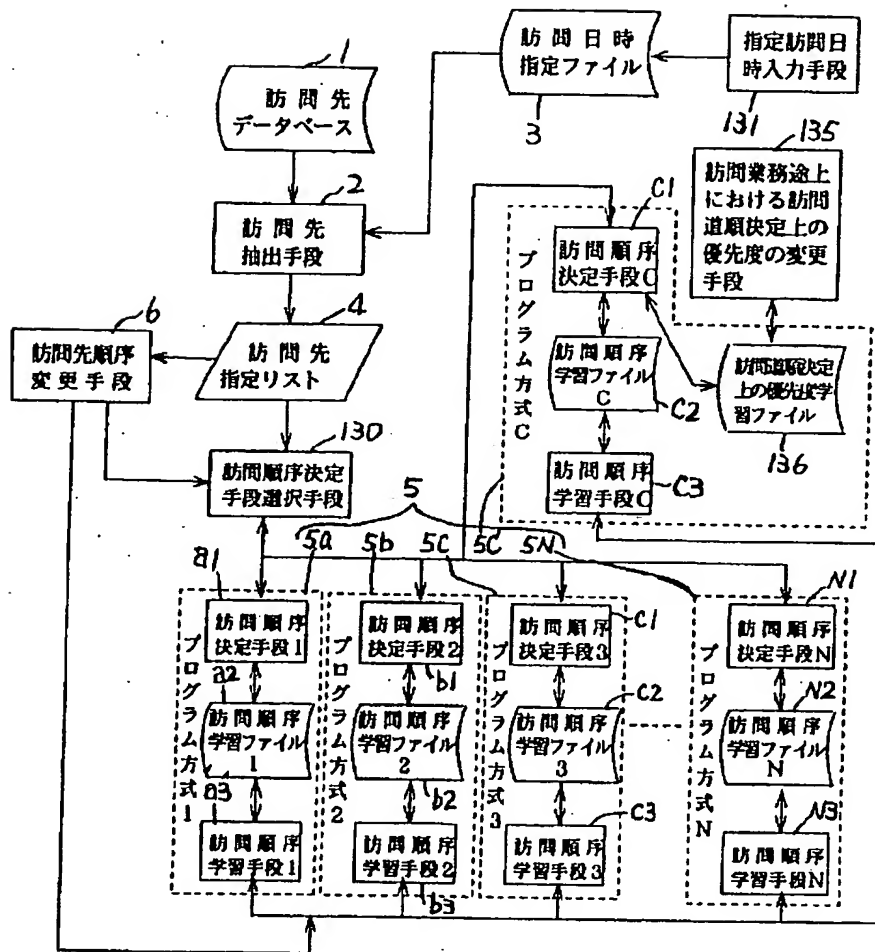 訪問日時
指定ファイル
3
指定訪問日
時入力手段
131
1
訪問先
データベース
2
訪問先
抽出手段
135
訪問業務途上
における訪問
道順決定上の
優先度の変更
手段
4
訪問先
指定リスト
6
訪問先順序
変更手段
130
訪問順序決定
手段選択手段
プログラム方式C
C1
訪問順序
決定手段C
訪問順序
学習ファイル
C
C2
訪問順序
学習手段C
C3
訪問道順決定
上の優先度学習
ファイル
136
5
5a
5b
5c
5C
5N
プログラム方式1
a1
訪問順序
決定手段1
a2
訪問順序
学習ファイル
1
a3
訪問順序
学習手段1
プログラム方式2
訪問順序
決定手段2
b1
訪問順序
学習ファイル
2
b2
訪問順序
学習手段2
b3
プログラム方式3
C1
訪問順序
決定手段3
C2
訪問順序
学習ファイル
3
C3
訪問順序
学習手段3
プログラム方式N
N1
訪問順序
決定手段N
N2
訪問順序
学習ファイル
N
N3
訪問順序
学習手段N